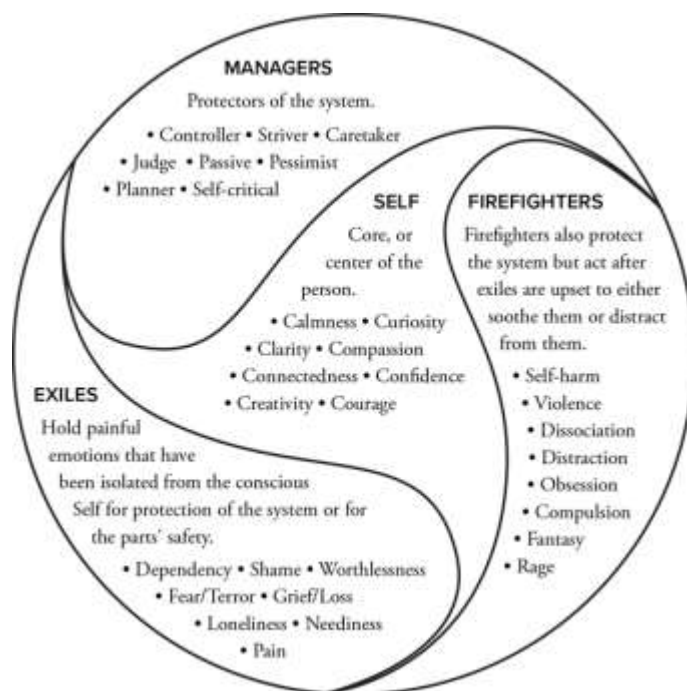 MANAGERS
Protectors of the system.
• Controller • Striver • Caretaker
• Judge • Passive • Pessimist
• Planner • Self-critical
SELF
Core, or
center of the
person.
• Calmness • Curiosity
• Clarity • Compassion
• Connectedness • Confidence
• Creativity • Courage
FIREFIGHTERS
Firefighters also protect
the system but act after
exiles are upset to either
soothe them or distract
from them.
• Self-harm
• Violence
• Dissociation
• Distraction
• Obsession
• Compulsion
• Fantasy
• Rage
EXILES
Hold painful
emotions that have
been isolated from the conscious
Self for protection of the system or for
the parts' safety.
• Dependency • Shame • Worthlessness
• Fear/Terror • Grief/Loss
• Loneliness • Neediness
• Pain